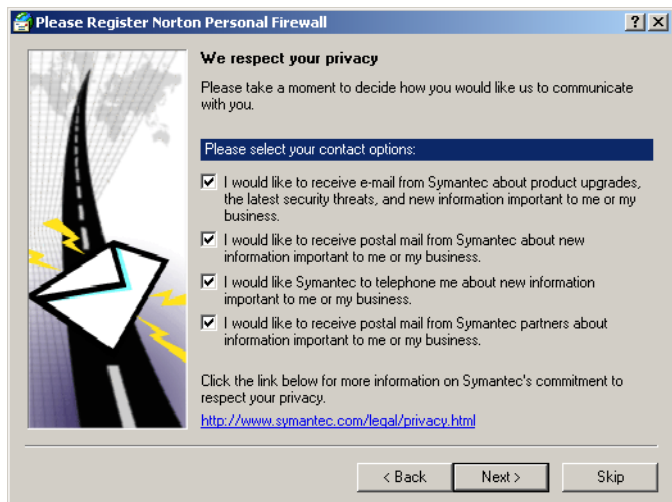 Please Register Norton Personal Firewall
We respect your privacy
Please take a moment to decide how you would like us to communicate
with you.
Please select your contact options:
I would like to receive e-mail from Symantec about product upgrades,
the latest security threats, and new information important to me or my
business.
I would like to receive postal mail from Symantec about new
information important to me or my business.
I would like Symantec to telephone me about new information
important to me or my business.
I would like to receive postal mail from Symantec partners about
information important to me or my business.
Click the link below for more information on Symantec's commitment to
respect your privacy.
http://www.symantec.com/legal/privacy.html
< Back Next > Skip